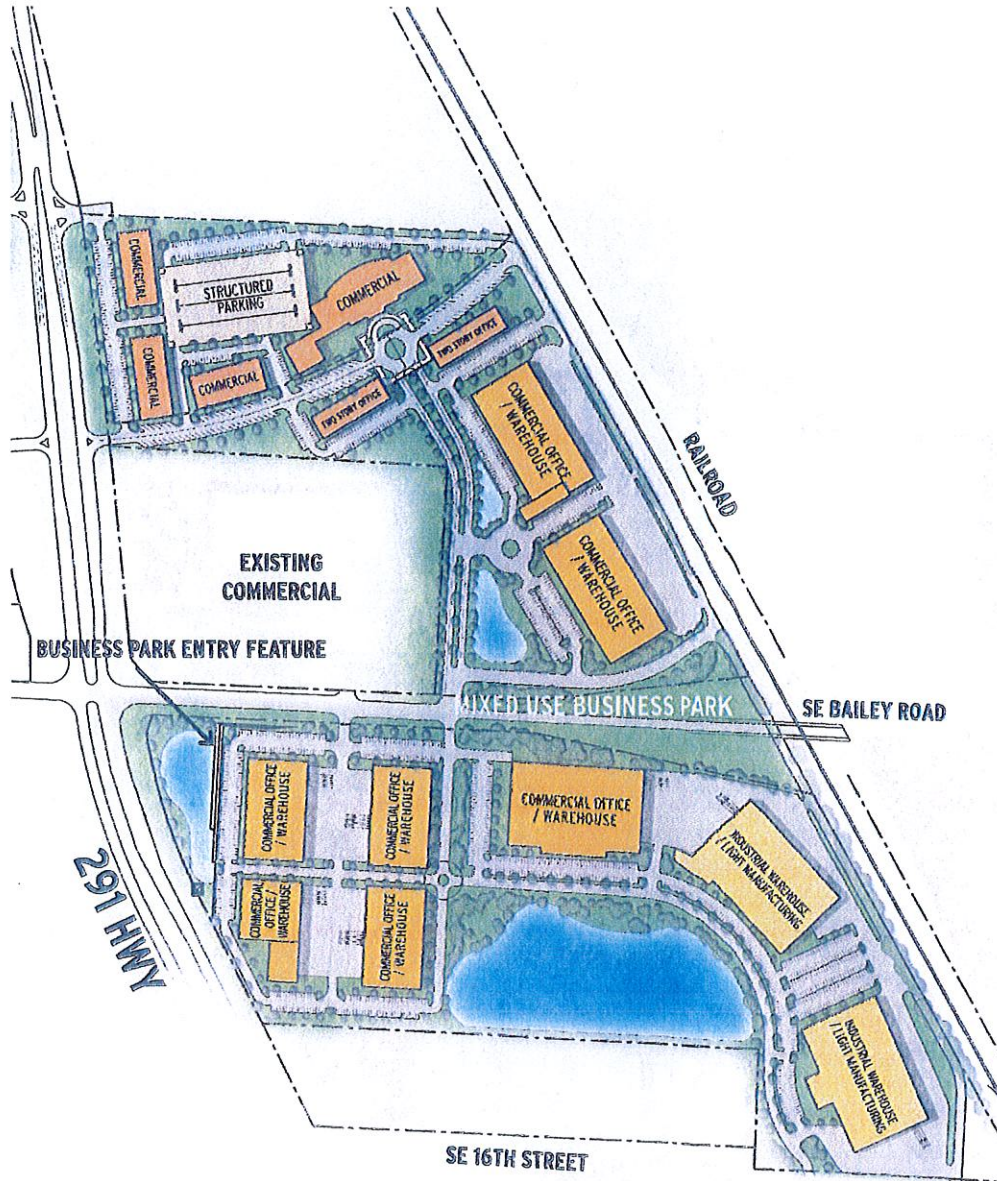 COMMERCIAL
STRUCTURED
PARKING
COMMERCIAL
COMMERCIAL
COMMERCIAL
TWO STORY OFFICE
TWO STORY OFFICE
COMMERCIAL OFFICE
/ WAREHOUSE
RAILROAD
COMMERCIAL OFFICE
/ WAREHOUSE
EXISTING
COMMERCIAL
BUSINESS PARK ENTRY FEATURE
MIXED USE BUSINESS PARK
SE BAILEY ROAD
COMMERCIAL OFFICE
/ WAREHOUSE
COMMERCIAL OFFICE
/ WAREHOUSE
COMMERCIAL OFFICE
/ WAREHOUSE
INDUSTRIAL WAREHOUSE
/ LIGHT MANUFACTURING
291 HWY
COMMERCIAL
OFFICE /
WAREHOUSE
COMMERCIAL OFFICE
/ WAREHOUSE
INDUSTRIAL WAREHOUSE
/ LIGHT MANUFACTURING
SE 16TH STREET